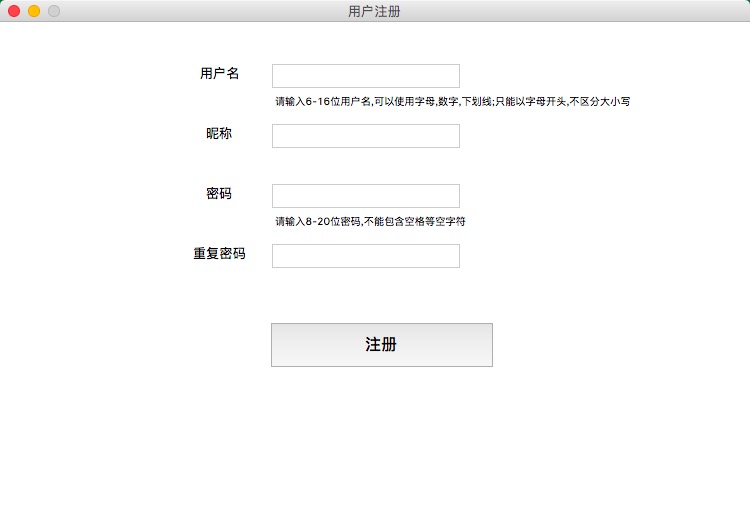 用户注册
用户名
请输入6-16位用户名,可以使用字母,数字,下划线;只能以字母开头,不区分大小写
昵称
密码
请输入8-20位密码,不能包含空格等空字符
重复密码
注册